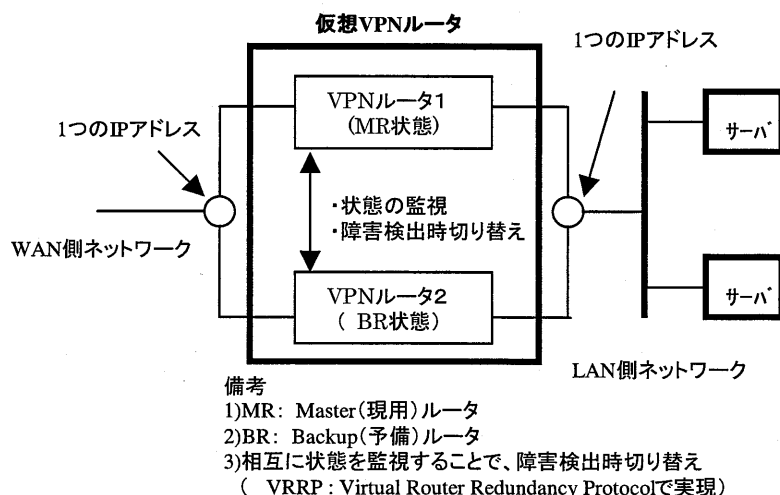 仮想VPNルータ
1つのIPアドレス
VPNルータ1
(MR状態)
1つのIPアドレス
サーバ
・状態の監視
・障害検出時切り替え
WAN側ネットワーク
VPNルータ2
( BR状態)
サーバ
LAN側ネットワーク
備考
1)MR: Master(現用)ルータ
2)BR: Backup(予備)ルータ
3)相互に状態を監視することで、障害検出時切り替え
( VRRP : Virtual Router Redundancy Protocolで実現)